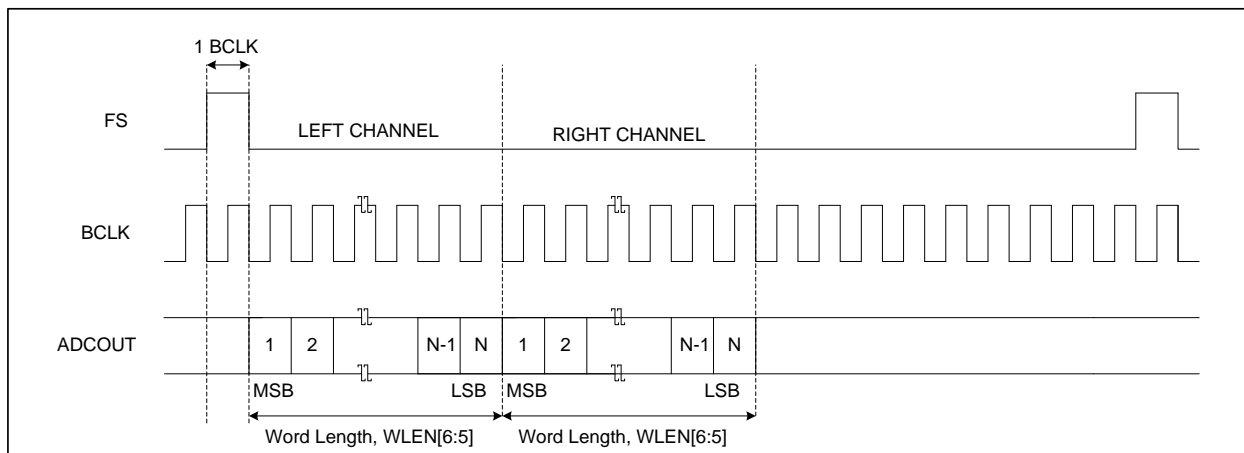 1 BCLK
FS
LEFT CHANNEL
RIGHT CHANNEL
BCLK
ADCOUT
1 2 N-1 N 1 2 N-1 N
MSB LSB MSB LSB
Word Length, WLEN[6:5] Word Length, WLEN[6:5]